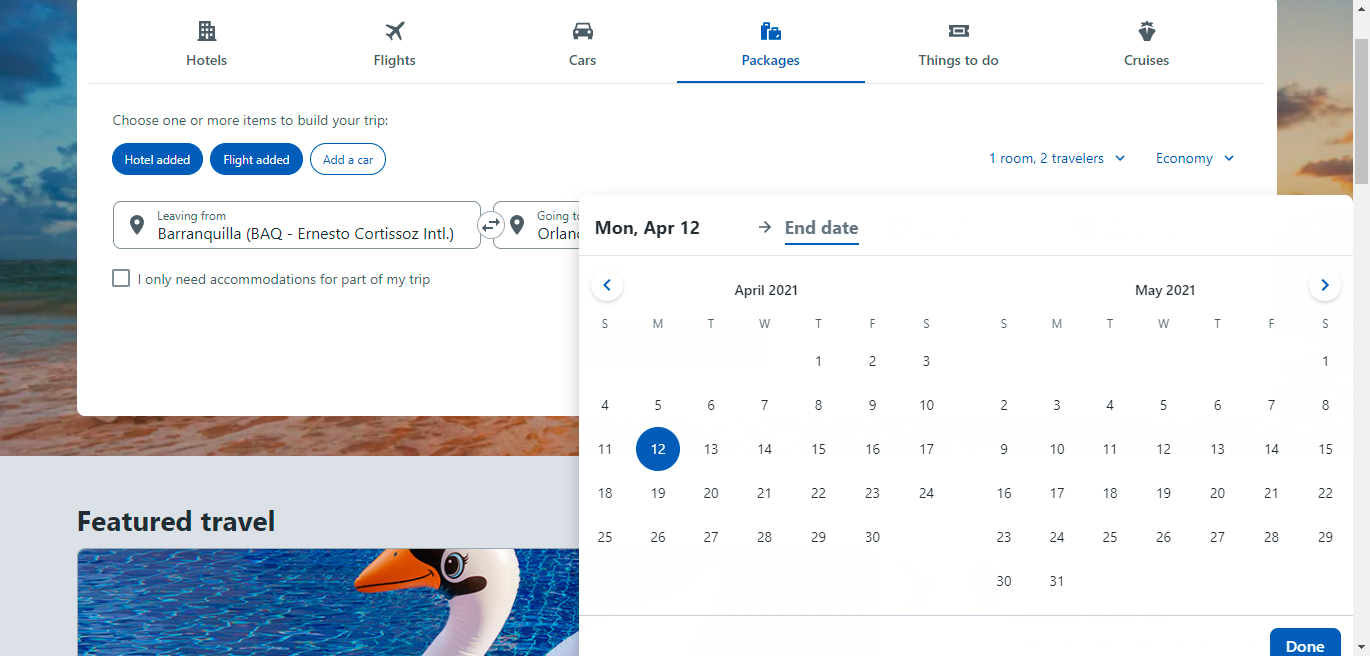 Hotels
Flights
Cars
Packages
Things to do
Cruises
Choose one or more items to build your trip:
Hotel added
Flight added
Add a car
1 room, 2 travelers
Economy
Leaving from
Barranquilla (BAQ - Ernesto Cortissoz Intl.)
Going to
Orlan
I only need accommodations for part of my trip
Mon, Apr 12
End date
April 2021
S M T W T F S
1 2 3
4 5 6 7 8 9 10
11 12 13 14 15 16 17
18 19 20 21 22 23 24
25 26 27 28 29 30
May 2021
S M T W T F S
1
2 3 4 5 6 7 8
9 10 11 12 13 14 15
16 17 18 19 20 21 22
23 24 25 26 27 28 29
30 31
Done
Featured travel